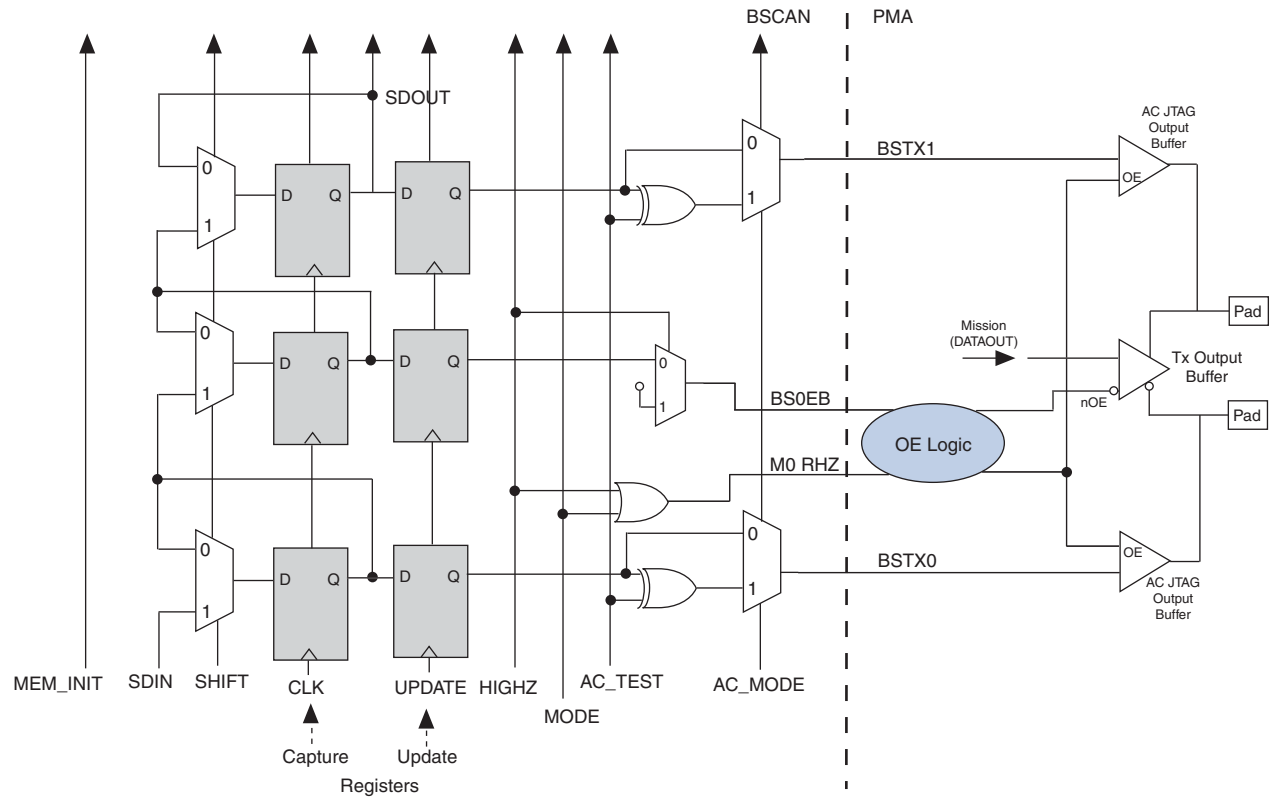 BSCAN
PMA
SDOUT
0
1
D
Q
D
Q
0
1
BSTX1
AC JTAG
Output
Buffer
OE
0
1
D
Q
D
Q
0
1
BS0EB
Mission
(DATAOUT)
Tx Output
Buffer
nOE
Pad
Pad
OE Logic
M0 RHZ
0
1
D
Q
D
Q
0
1
BSTX0
OE
AC JTAG
Output
Buffer
MEM_INIT
SDIN
SHIFT
CLK
UPDATE
HIGHZ
MODE
AC_TEST
AC_MODE
Capture
Update
Registers